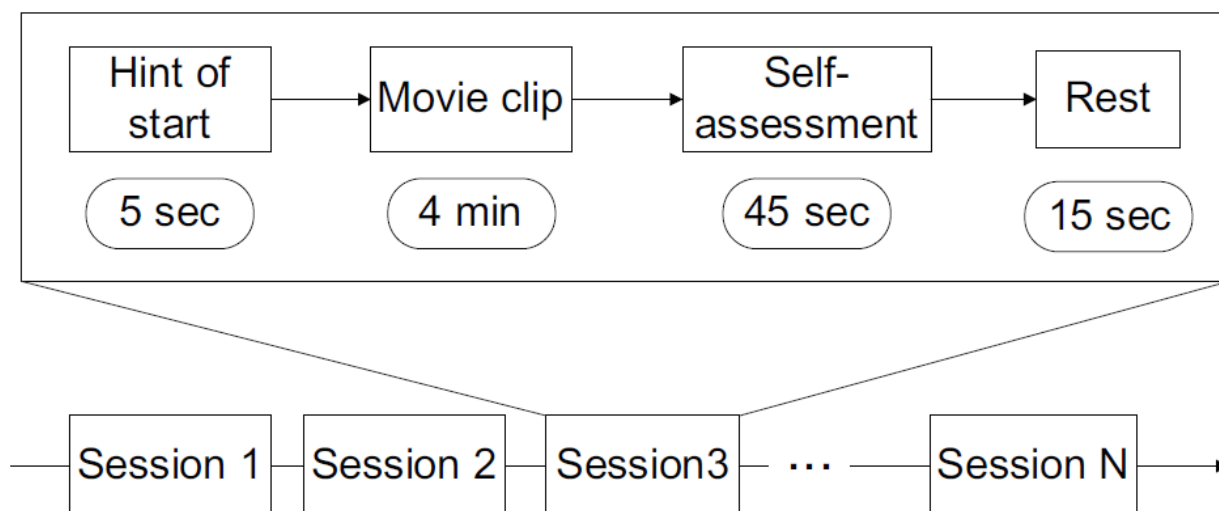 Hint of
start
Movie clip
Self-
assessment
Rest
5 sec
4 min
45 sec
15 sec
Session 1
Session 2
Session3
...
Session N